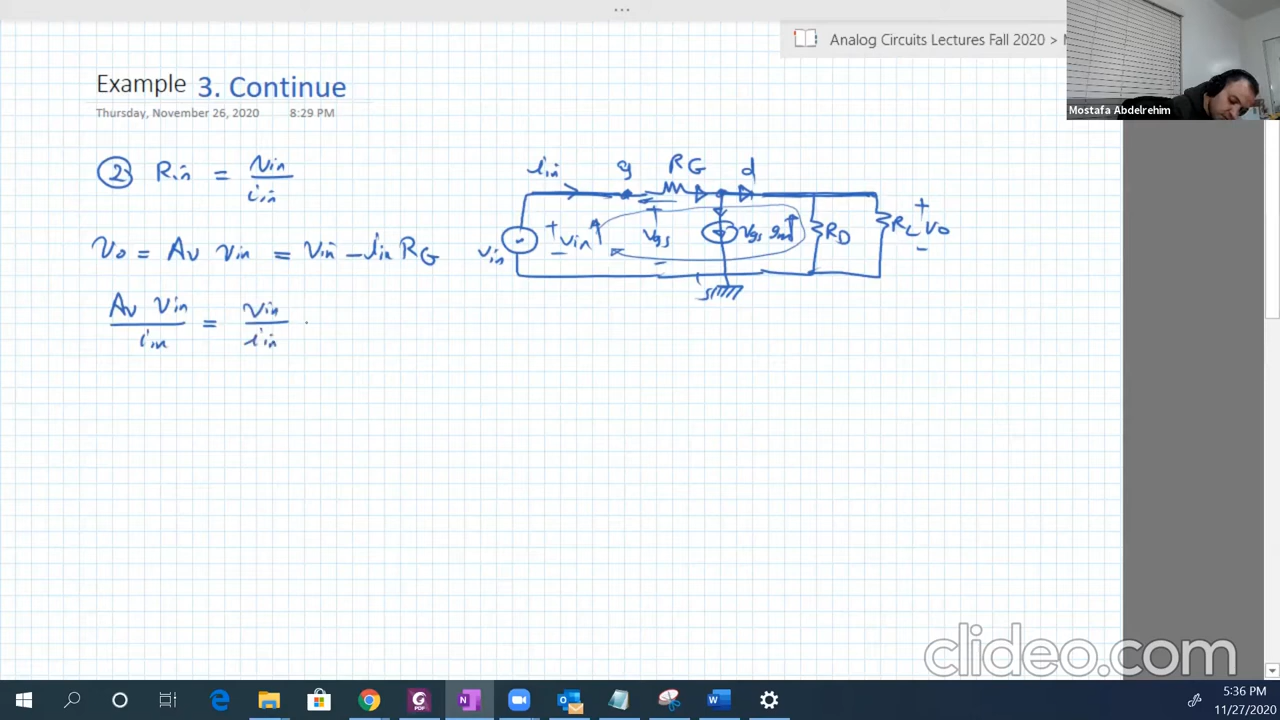 Analog Circuits Lectures Fall 2020 >
Example 3. Continue
Thursday, November 26, 2020 8:29 PM
Mostafa Abdelrehim
② Rin = vin / iin
vo = Av vin = vin - iin RG
Av vin / iin = vin / iin
iin g RG d
vin + vin - + vgs - vgs gm RD RL + vo -
s
clideo.com
5:36 PM
11/27/2020